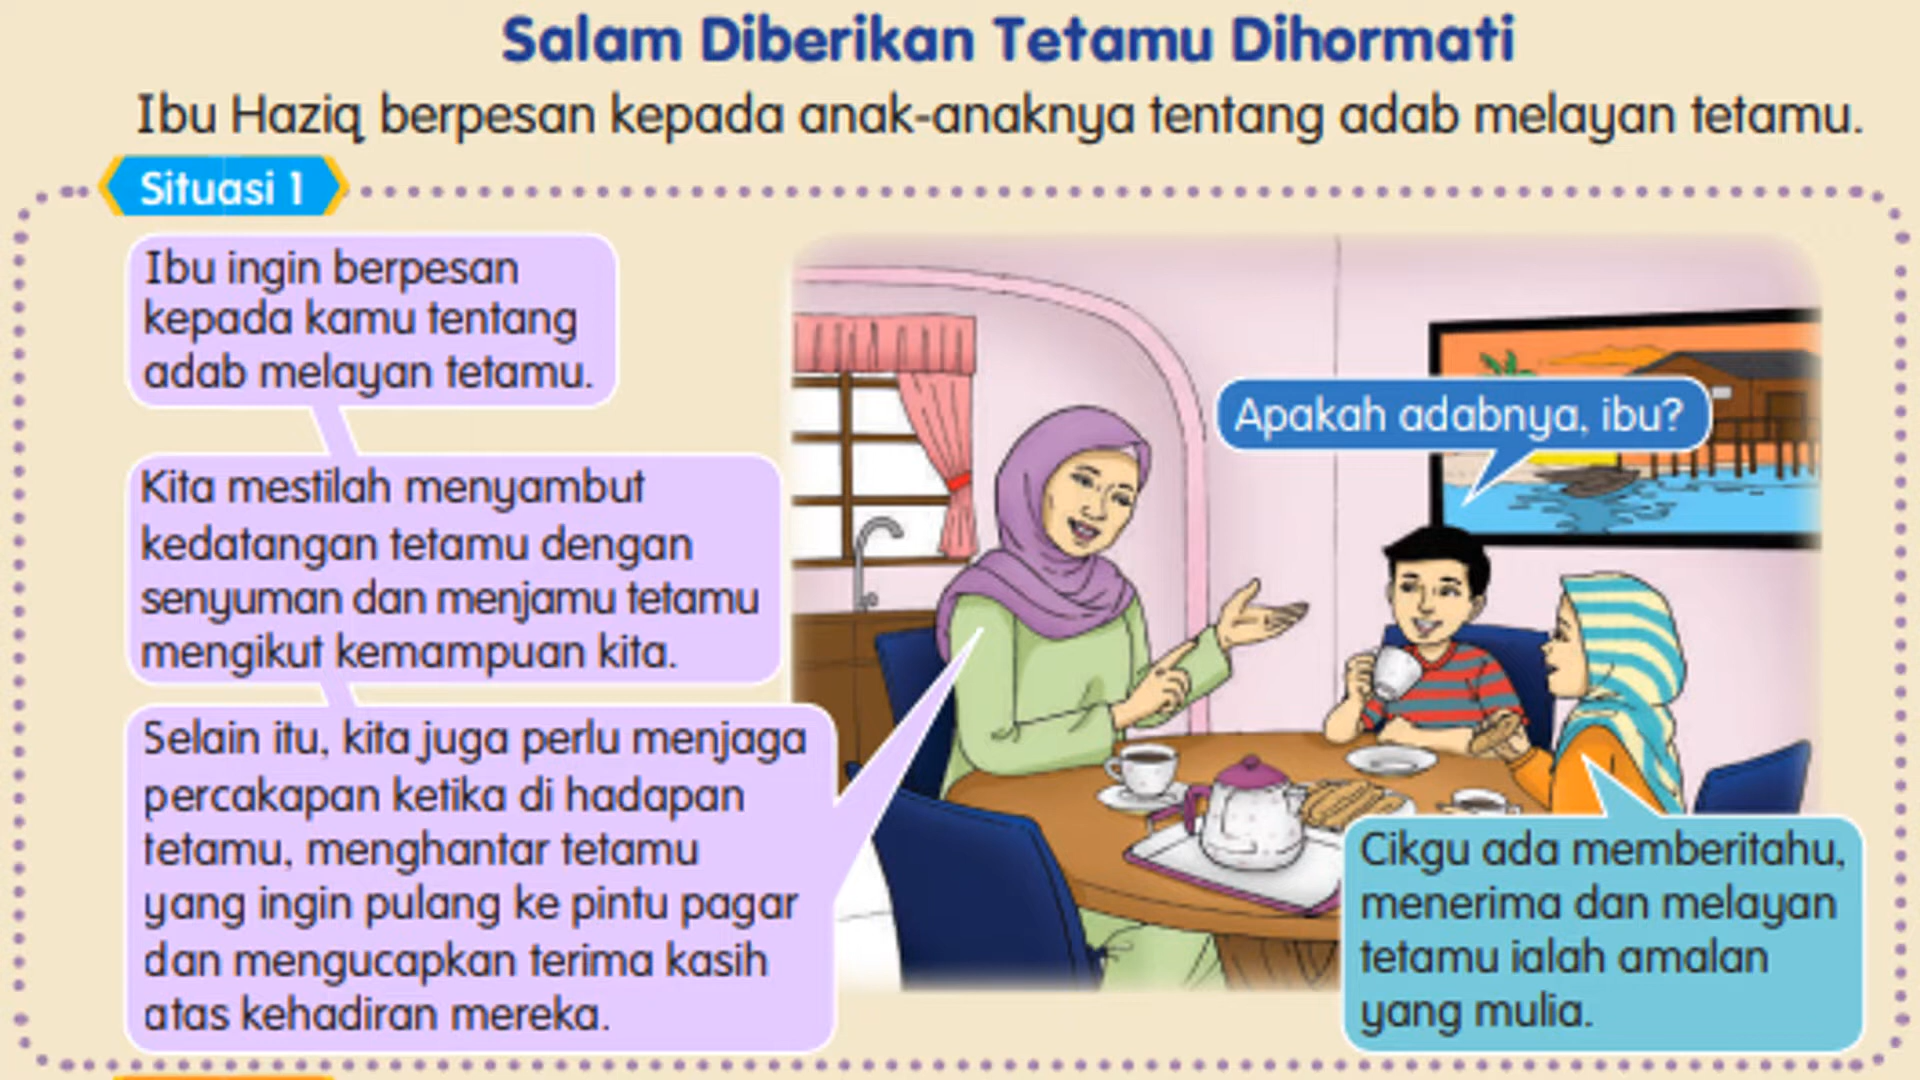 Salam Diberikan Tetamu Dihormati
Ibu Haziq berpesan kepada anak-anaknya tentang adab melayan tetamu.
Situasi 1
Ibu ingin berpesan
kepada kamu tentang
adab melayan tetamu.
Apakah adabnya, ibu?
Kita mestilah menyambut
kedatangan tetamu dengan
senyuman dan menjamu tetamu
mengikut kemampuan kita.
Selain itu, kita juga perlu menjaga
percakapan ketika di hadapan
tetamu, menghantar tetamu
yang ingin pulang ke pintu pagar
dan mengucapkan terima kasih
atas kehadiran mereka.
Cikgu ada memberitahu,
menerima dan melayan
tetamu ialah amalan
yang mulia.